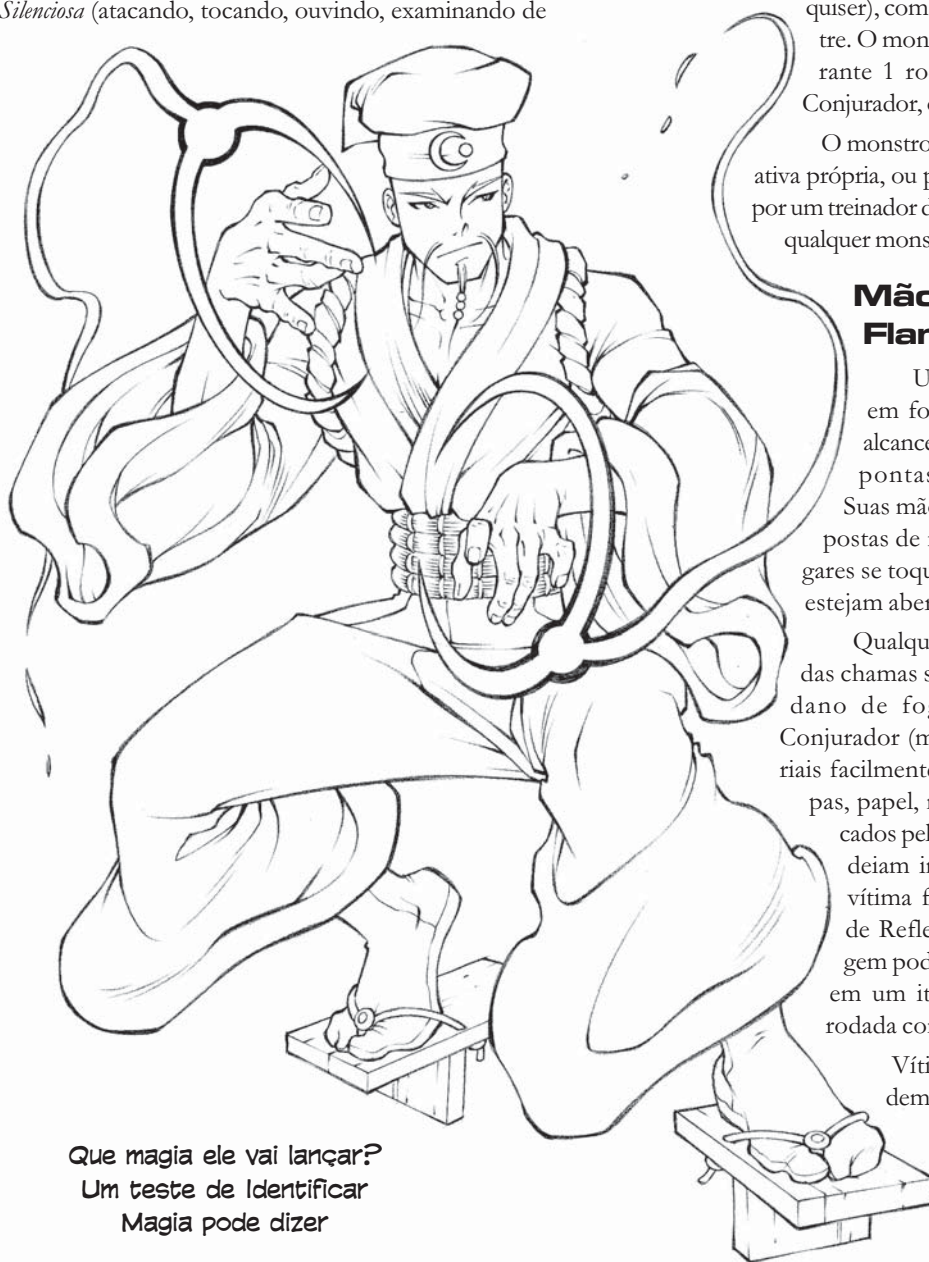 Silenciosa (atacando, tocando, ouvindo, examinando de
Que magia ele vai lançar?
Um teste de Identificar
Magia pode dizer
quiser), com
tre. O mon
rante 1 ro
Conjurador,
O monstro
ativa própria, ou p
por um treinador d
qualquer mons
Mão
Flar
U
em fo
alcance
pontas
Suas mão
postas de
gares se toqu
estejam aber
Qualqu
das chamas s
dano de fog
Conjurador (m
riais facilmente
pas, papel,
cados pel
deiam i
vítima f
de Refle
gem pod
em um it
rodada con
Víti
dem